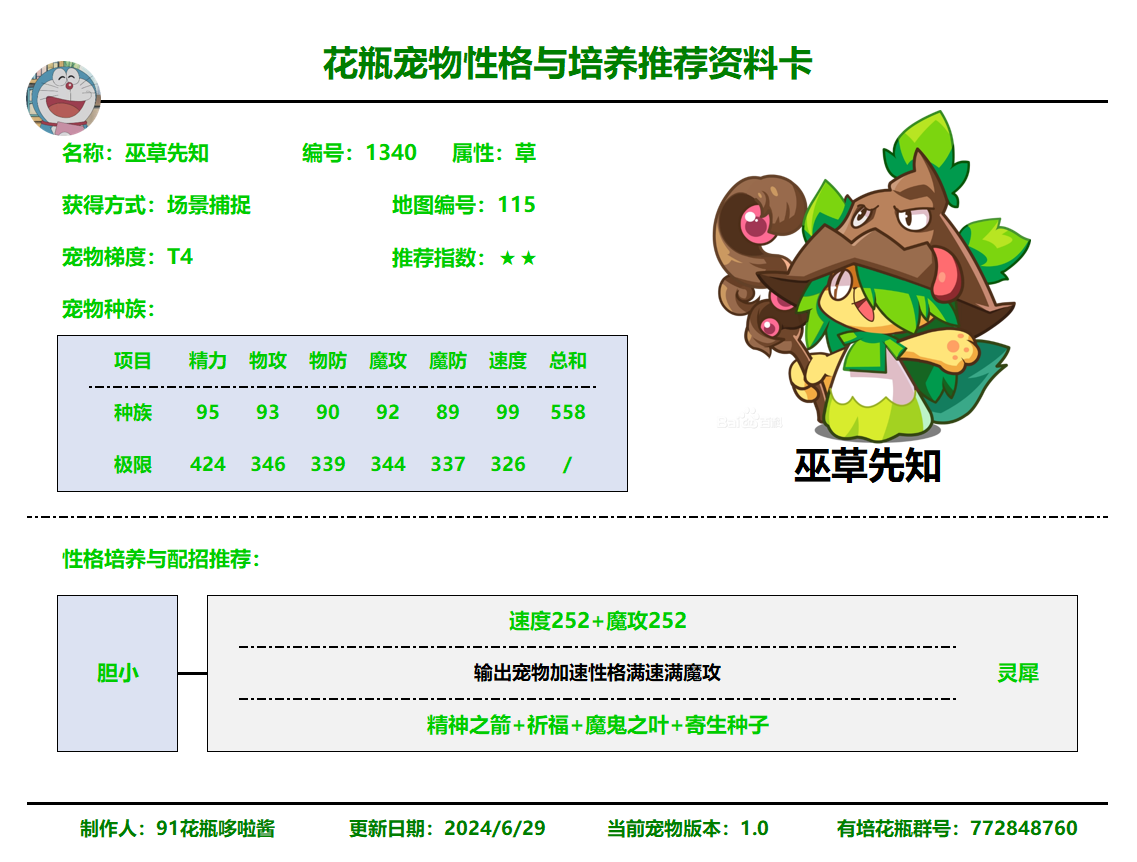 花瓶宠物性格与培养推荐资料卡
名称：巫草先知 编号：1340 属性：草
获得方式：场景捕捉 地图编号：115
宠物梯度：T4 推荐指数：★★
宠物种族：
项目 精力 物攻 物防 魔攻 魔防 速度 总和
种族 95 93 90 92 89 99 558
极限 424 346 339 344 337 326 /
Baidu百科
巫草先知
性格培养与配招推荐：
胆小
速度252+魔攻252
输出宠物加速性格满速满魔攻
精神之箭+祈福+魔鬼之叶+寄生种子
灵犀
制作人：91花瓶哆啦酱 更新日期：2024/6/29 当前宠物版本：1.0 有培花瓶群号：772848760